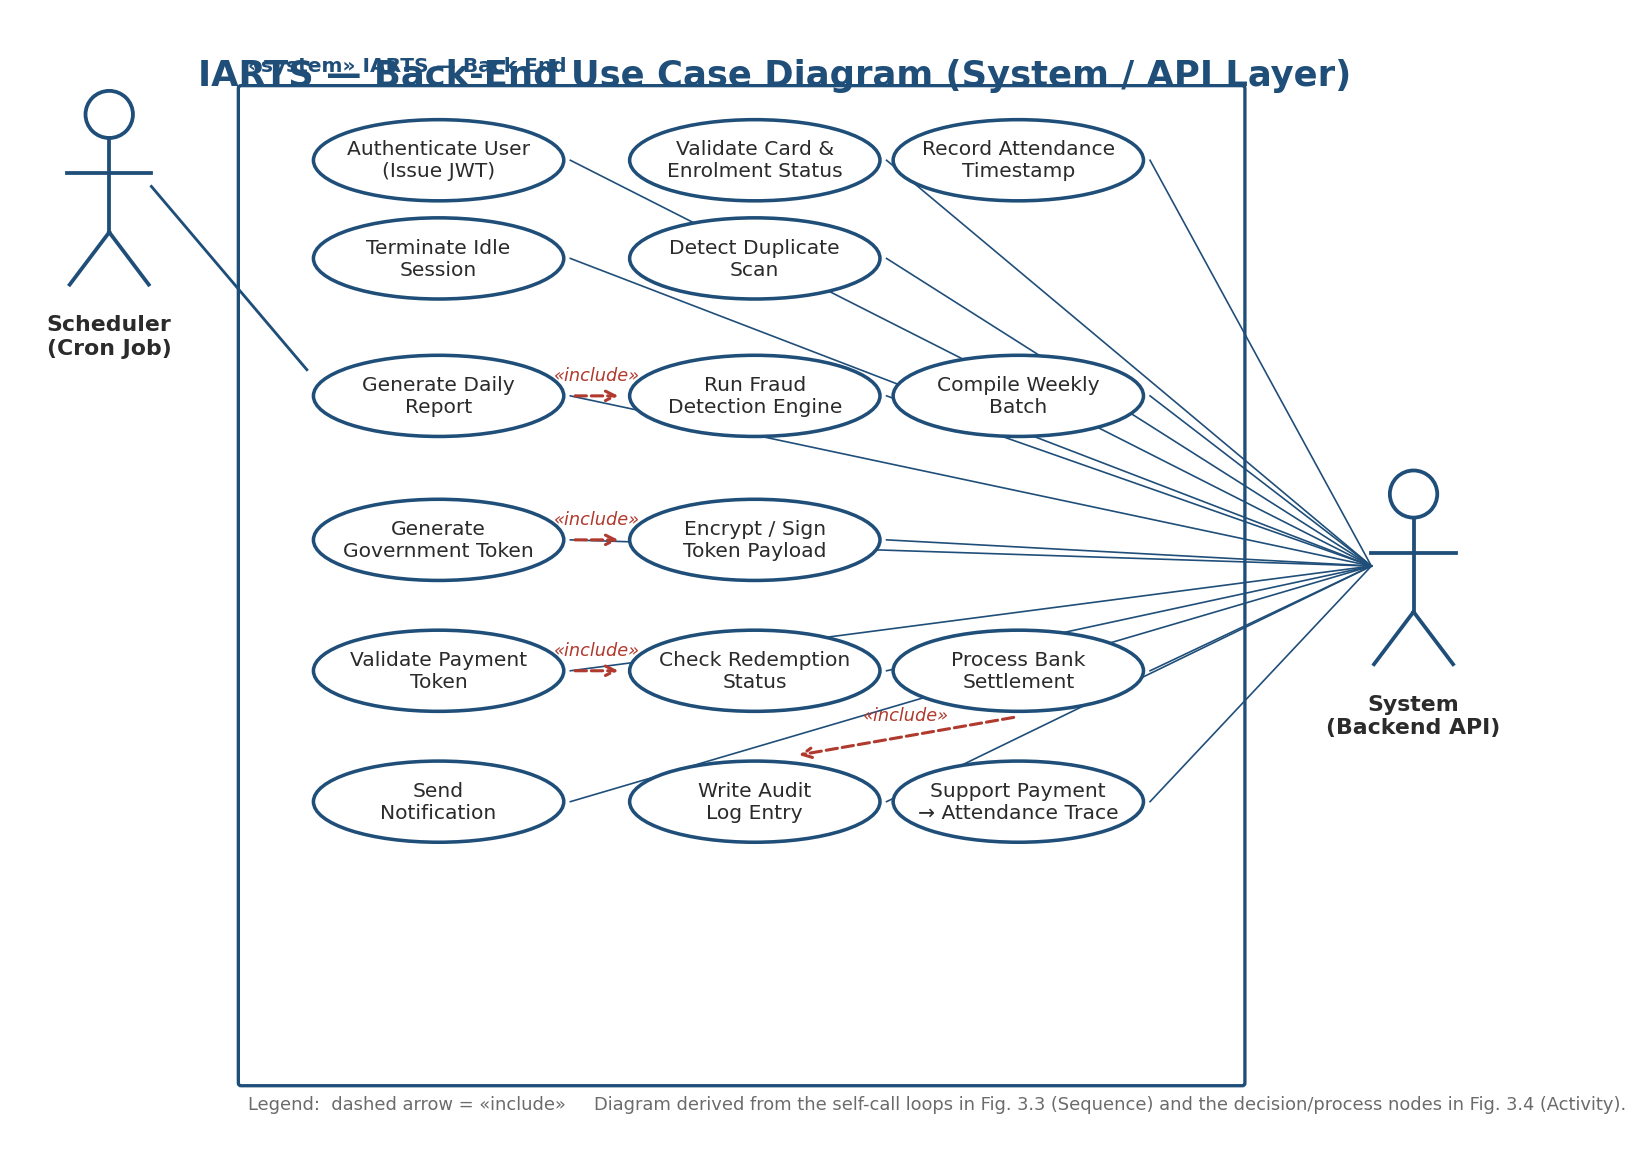 «system» IARTS — Back-End
IARTS — Back-End Use Case Diagram (System / API Layer)
Authenticate User
(Issue JWT)
Validate Card &
Enrolment Status
Record Attendance
Timestamp
Terminate Idle
Session
Detect Duplicate
Scan
Scheduler
(Cron Job)
Generate Daily
Report
«include»
Run Fraud
Detection Engine
Compile Weekly
Batch
Generate
Government Token
«include»
Encrypt / Sign
Token Payload
Validate Payment
Token
«include»
Check Redemption
Status
Process Bank
Settlement
System
(Backend API)
«include»
Send
Notification
Write Audit
Log Entry
Support Payment
→ Attendance Trace
Legend:  dashed arrow = «include»     Diagram derived from the self-call loops in Fig. 3.3 (Sequence) and the decision/process nodes in Fig. 3.4 (Activity).